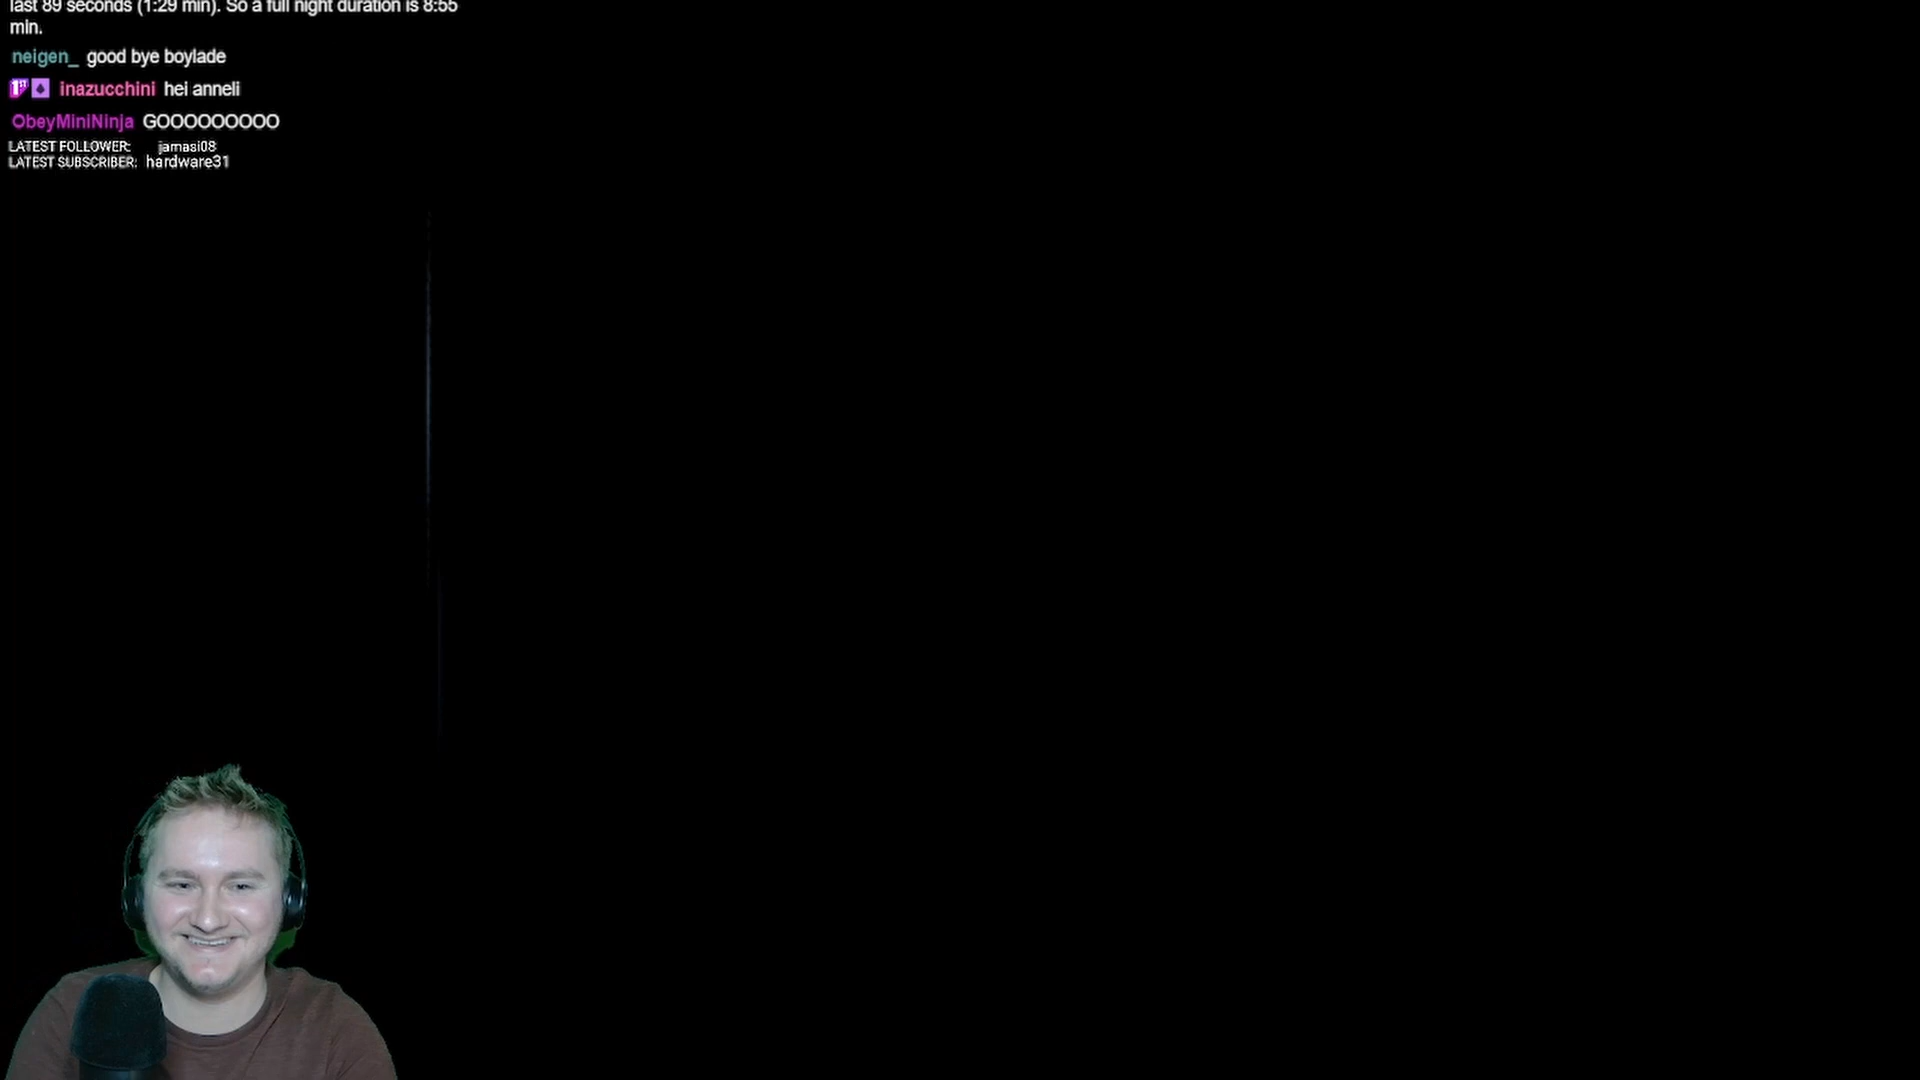 last 89 seconds (1:29 min). So a full night duration is 8:55
min.
neigen_ good bye boylade
inazucchini hei anneli
ObeyMiniNinja GOOOOOOOOO
LATEST FOLLOWER: jamasi08
LATEST SUBSCRIBER: hardware31